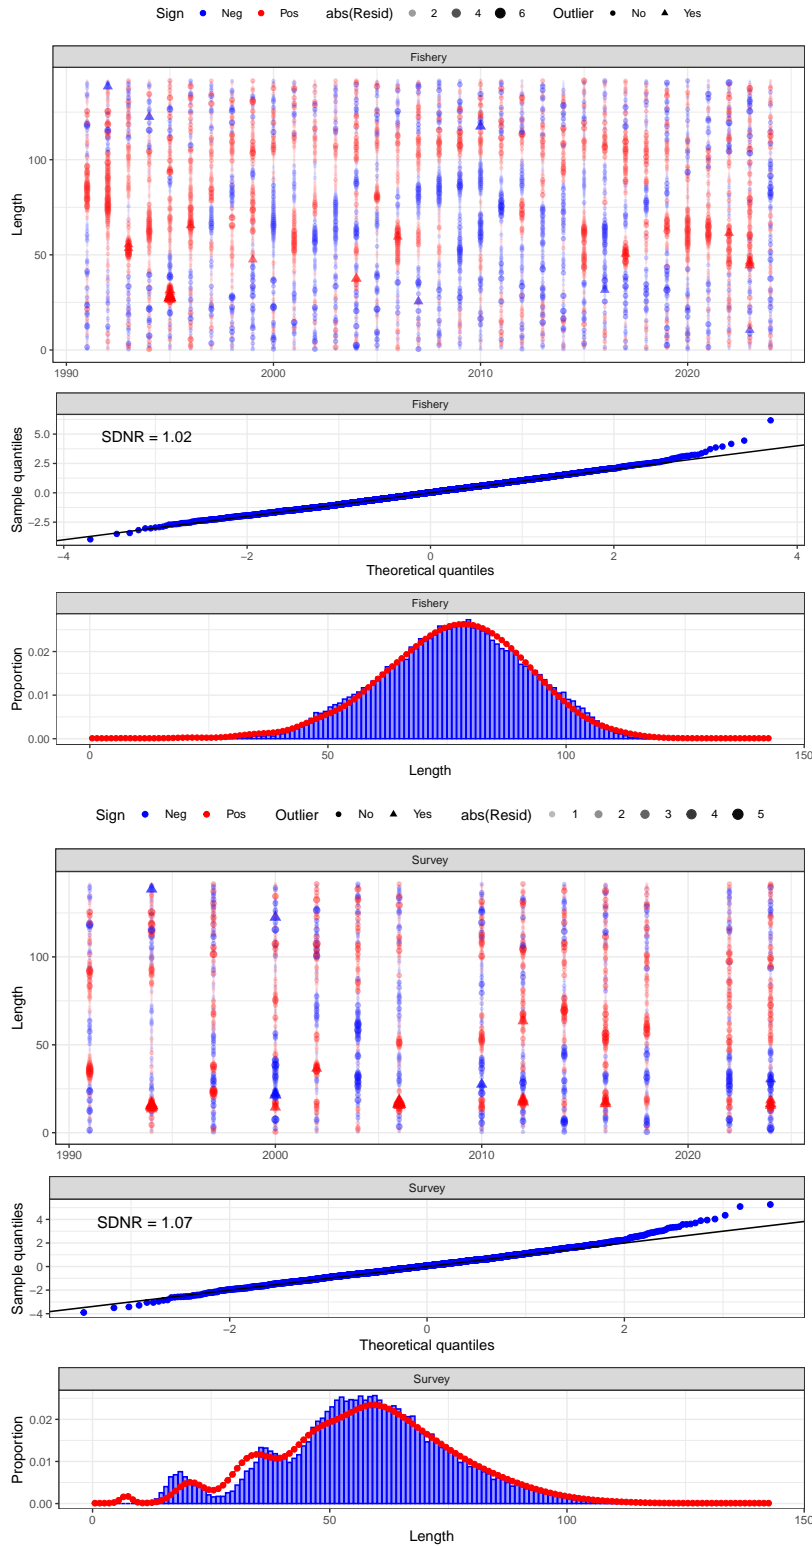 Sign Neg Pos abs(Resid) 2 4 6 Outlier No Yes
Fishery
Length
100
50
0
1990 2000 2010 2020
Fishery
SDNR = 1.02
Sample quantiles
5.0
2.5
0.0
−2.5
−4 −2 0 2 4
Theoretical quantiles
Fishery
Proportion
0.02
0.01
0.00
0 50 100 150
Length
Sign Neg Pos Outlier No Yes abs(Resid) 1 2 3 4 5
Survey
Length
100
50
0
1990 2000 2010 2020
Survey
SDNR = 1.07
Sample quantiles
4
2
0
−2
−4
−2 0 2
Theoretical quantiles
Survey
Proportion
0.02
0.01
0.00
0 50 100 150
Length